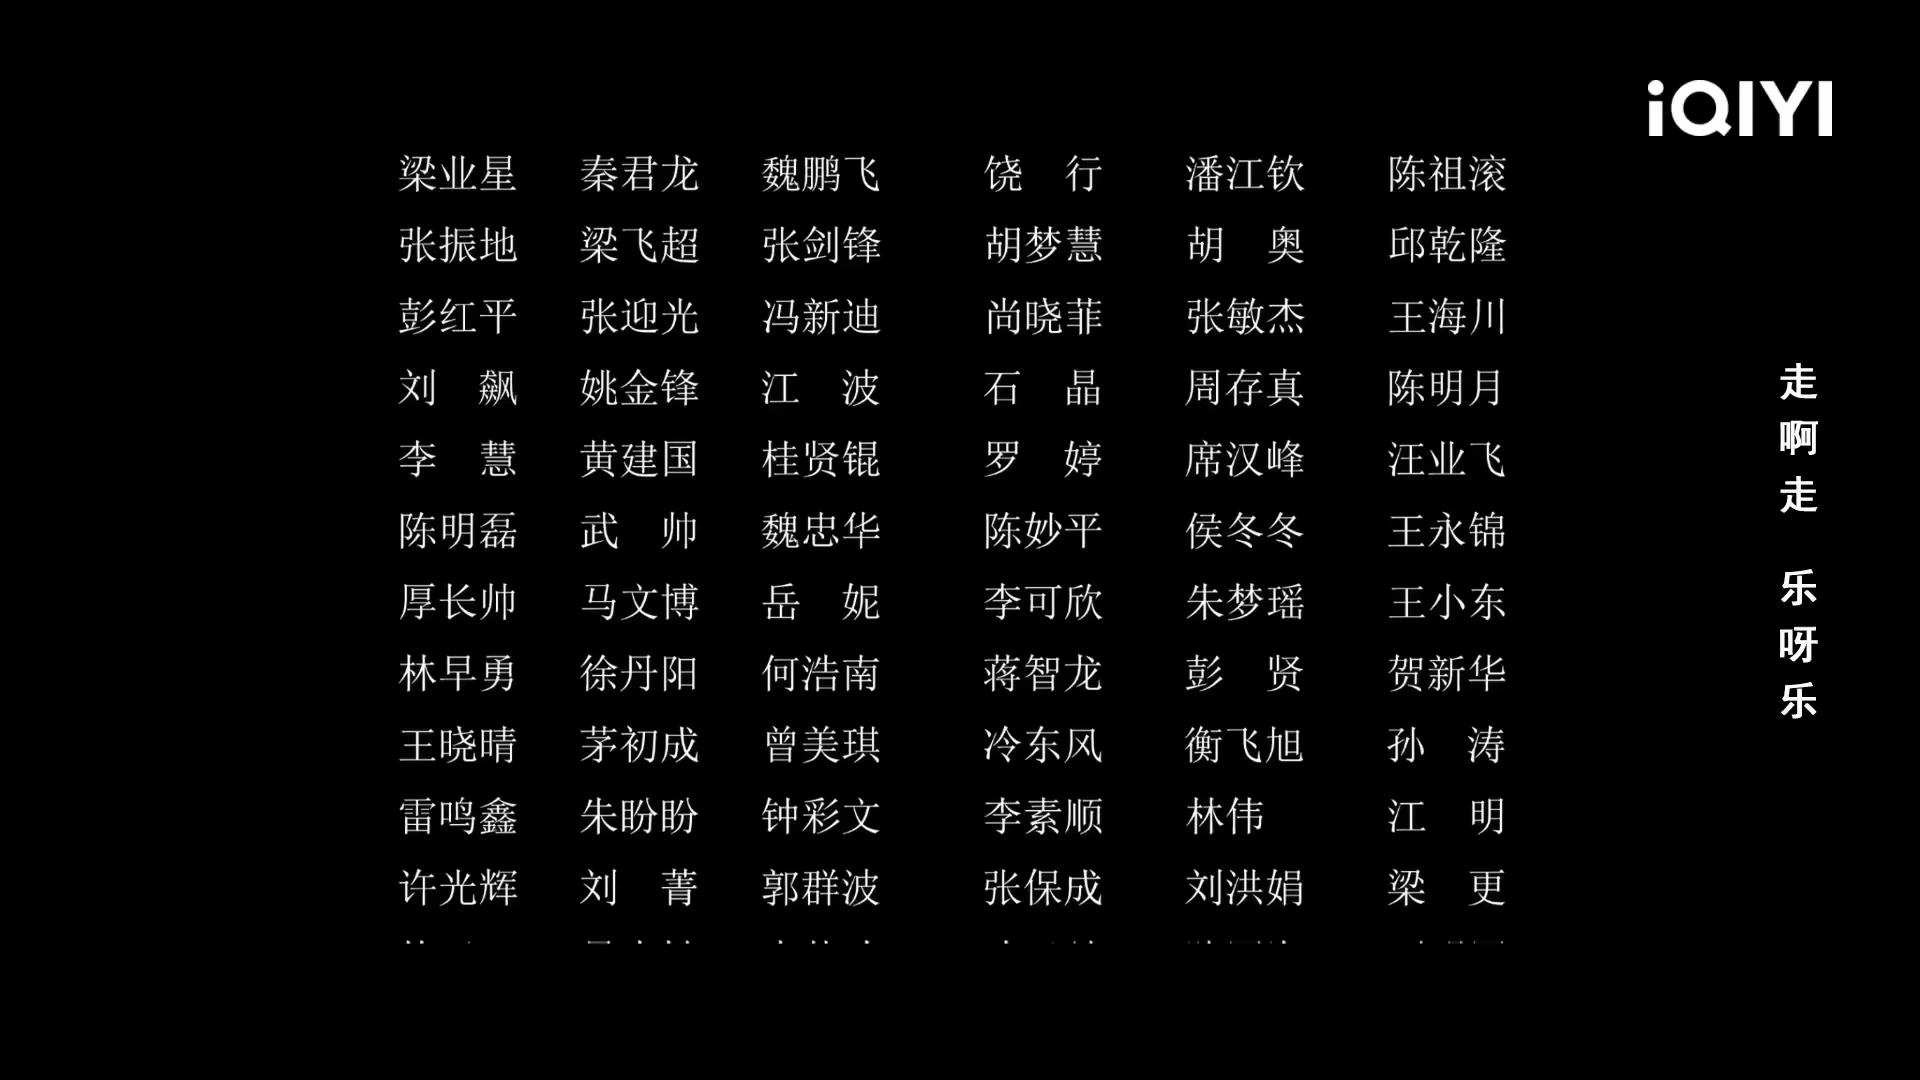 iQIYI
梁业星 秦君龙 魏鹏飞 饶 行 潘江钦 陈祖滚
张振地 梁飞超 张剑锋 胡梦慧 胡 奥 邱乾隆
彭红平 张迎光 冯新迪 尚晓菲 张敏杰 王海川
刘 飙 姚金锋 江 波 石 晶 周存真 陈明月
李 慧 黄建国 桂贤锟 罗 婷 席汉峰 汪业飞
陈明磊 武 帅 魏忠华 陈妙平 侯冬冬 王永锦
厚长帅 马文博 岳 妮 李可欣 朱梦瑶 王小东
林早勇 徐丹阳 何浩南 蒋智龙 彭 贤 贺新华
王晓晴 茅初成 曾美琪 冷东风 衡飞旭 孙 涛
雷鸣鑫 朱盼盼 钟彩文 李素顺 林伟 江 明
许光辉 刘 菁 郭群波 张保成 刘洪娟 梁 更
走啊走 乐呀乐